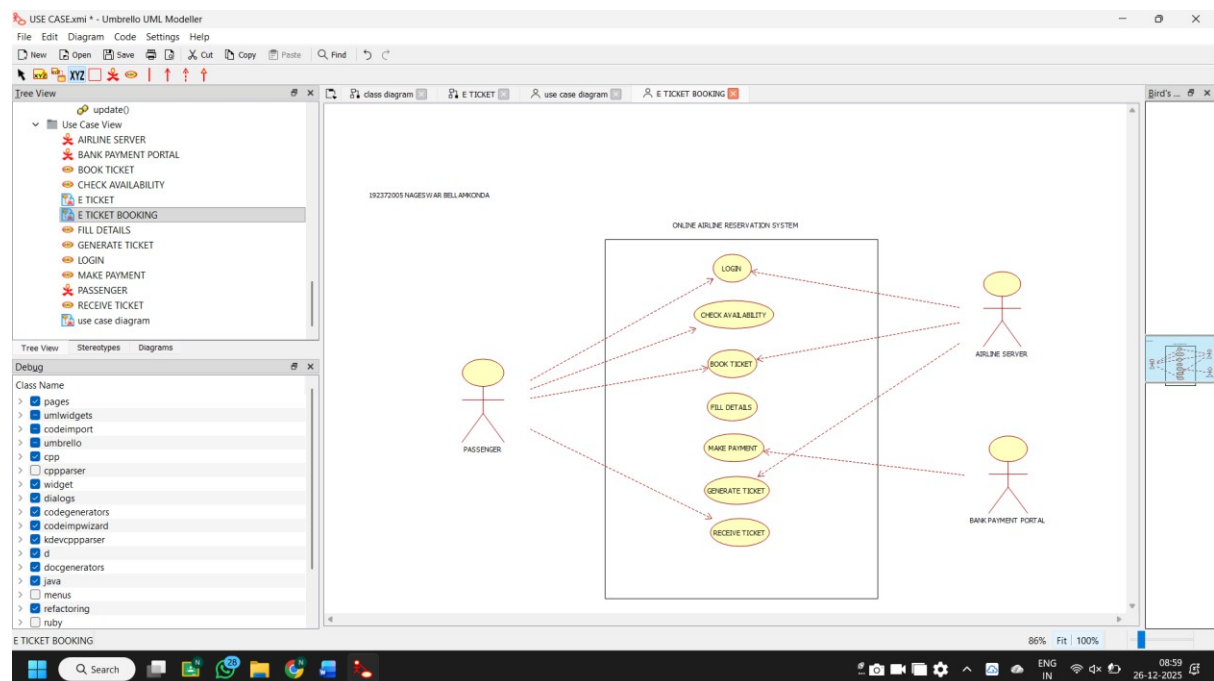 USE CASE.xmi * - Umbrello UML Modeller
File Edit Diagram Code Settings Help
New Open Save Cut Copy Paste Find
XYZ XYZ
Tree View
class diagram E TICKET use case diagram E TICKET BOOKING
Bird's ...
update()
Use Case View
AIRLINE SERVER
BANK PAYMENT PORTAL
BOOK TICKET
CHECK AVAILABILITY
E TICKET
E TICKET BOOKING
FILL DETAILS
GENERATE TICKET
LOGIN
MAKE PAYMENT
PASSENGER
RECEIVE TICKET
use case diagram
Tree View Stereotypes Diagrams
Debug
Class Name
pages
umlwidgets
codeimport
umbrello
cpp
cppparser
widget
dialogs
codegenerators
codeimpwizard
kdevcppparser
d
docgenerators
java
menus
refactoring
ruby
192372005 NAGESWAR BELLAMKONDA
ONLINE AIRLINE RESERVATION SYSTEM
LOGIN
CHECK AVAILABILITY
BOOK TICKET
FILL DETAILS
MAKE PAYMENT
GENERATE TICKET
RECEIVE TICKET
PASSENGER
AIRLINE SERVER
BANK PAYMENT PORTAL
E TICKET BOOKING
86% Fit 100%
Search
28
ENG
IN
08:59
26-12-2025